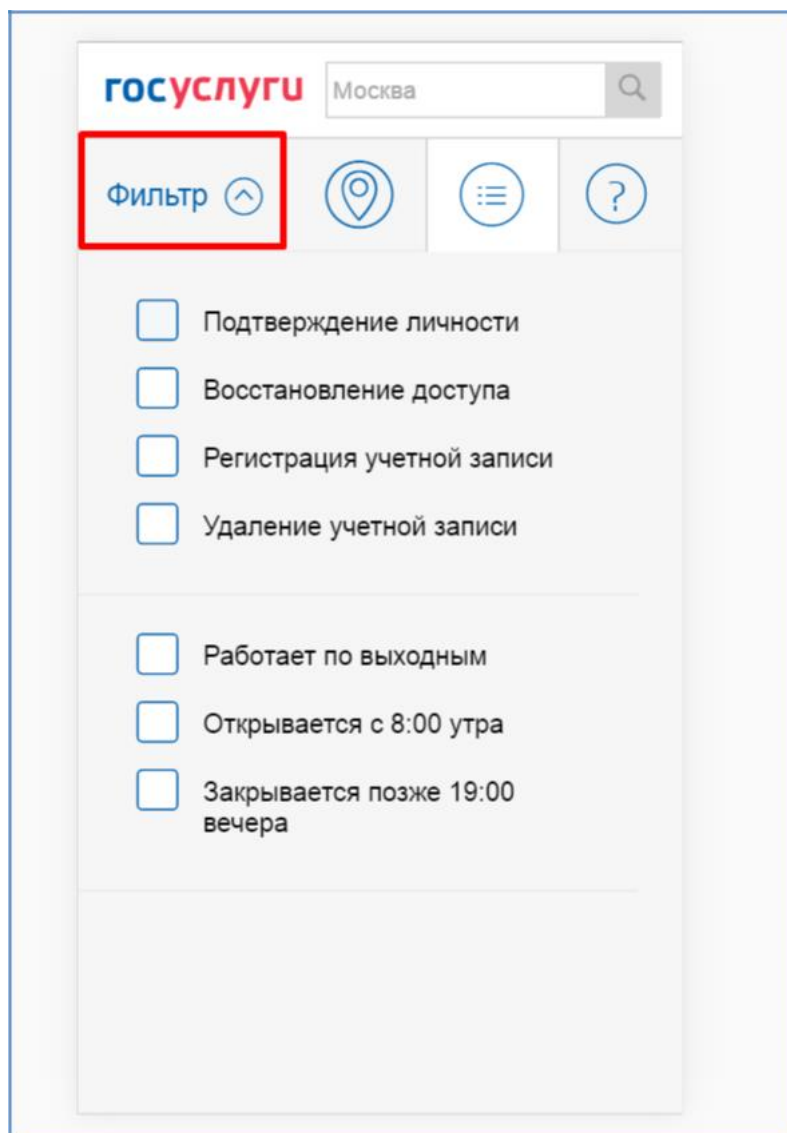 госуслуги
Москва
Фильтр
?
Подтверждение личности
Восстановление доступа
Регистрация учетной записи
Удаление учетной записи
Работает по выходным
Открывается с 8:00 утра
Закрывается позже 19:00
вечера